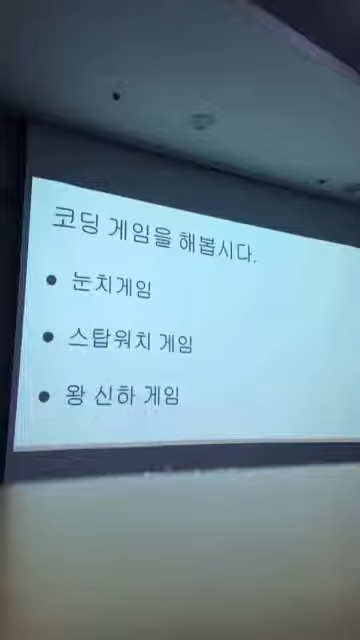 코딩 게임을 해봅시다.
● 눈치게임
● 스탑워치 게임
● 왕 신하 게임